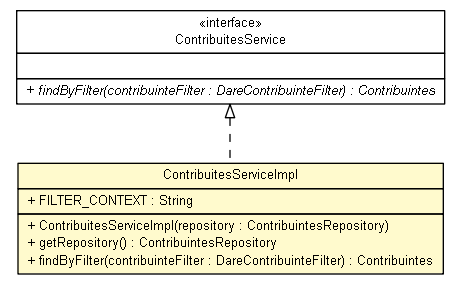 «interface»
ContribuitesService
+ findByFilter(contribuinteFilter : DareContribuinteFilter) : Contribuintes
ContribuitesServiceImpl
+ FILTER_CONTEXT : String
+ ContribuitesServiceImpl(repository : ContribuintesRepository)
+ getRepository() : ContribuintesRepository
+ findByFilter(contribuinteFilter : DareContribuinteFilter) : Contribuintes